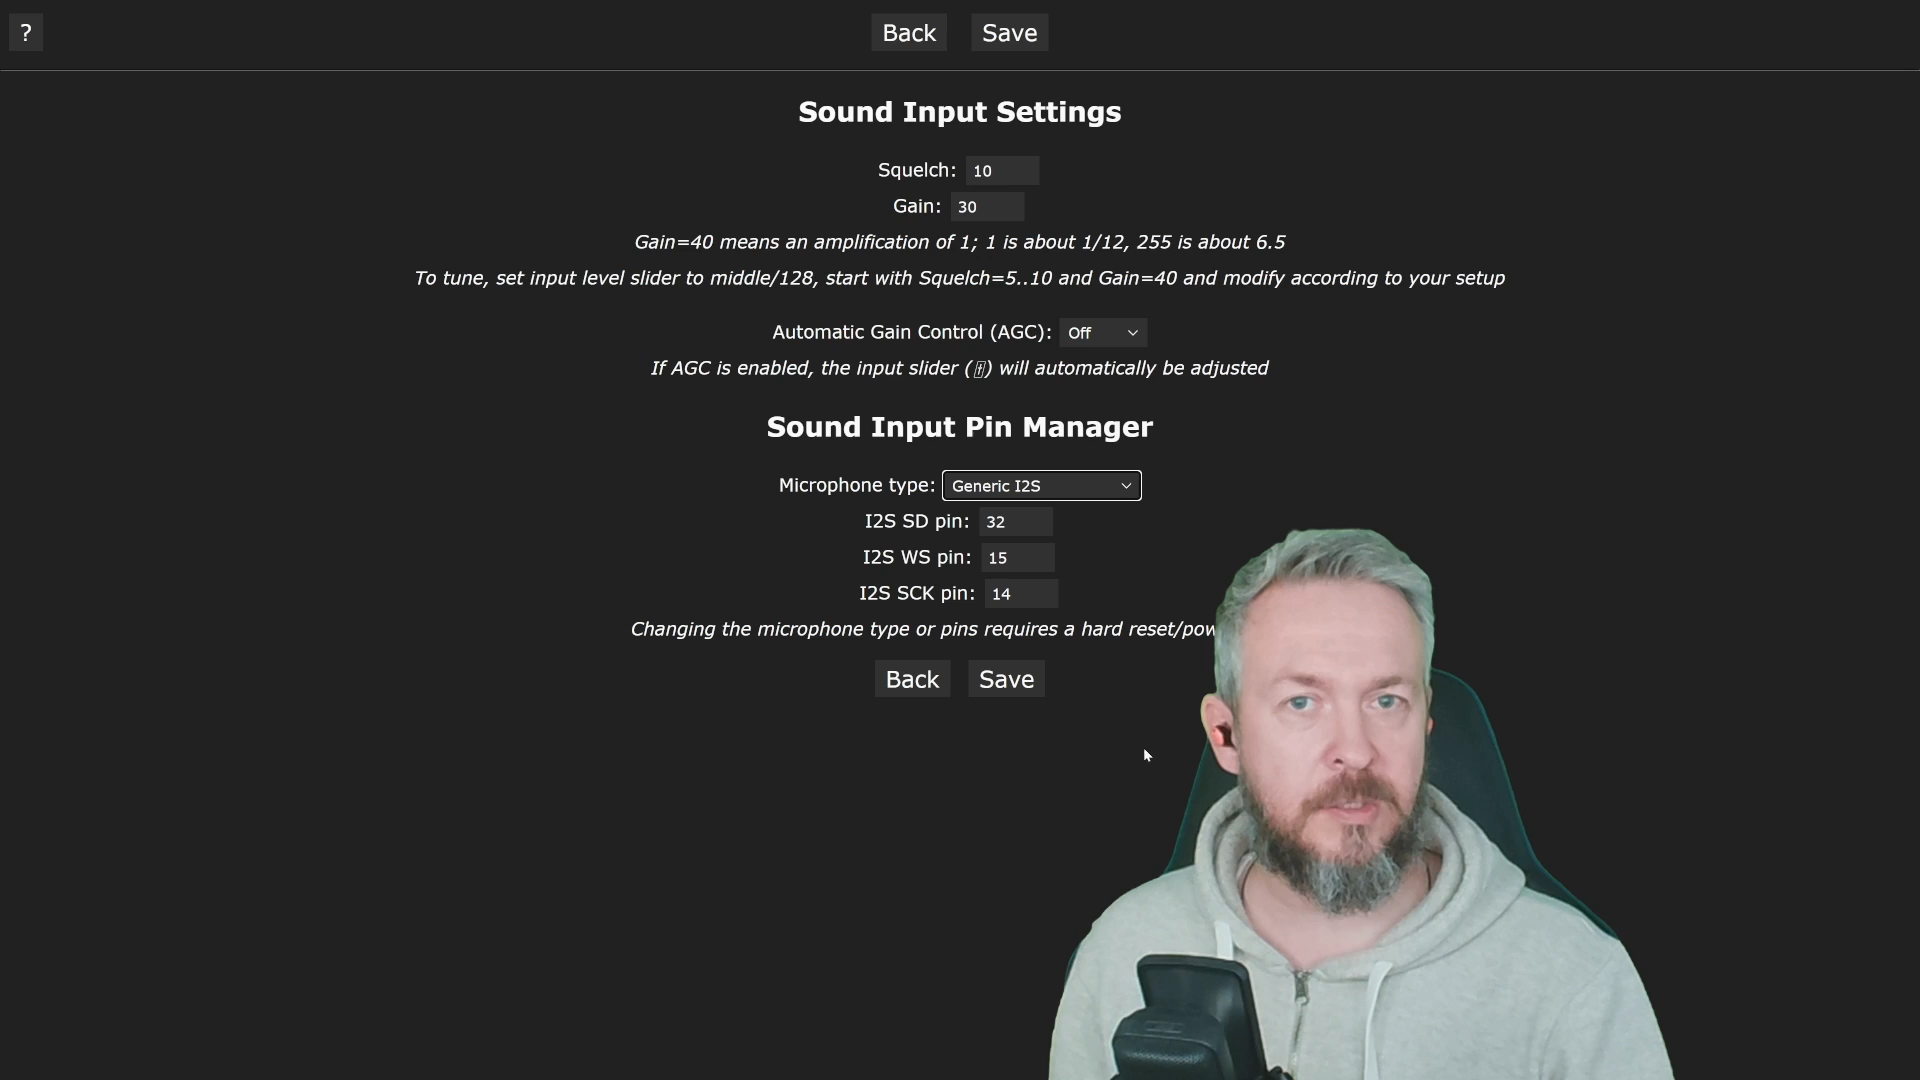 ?
Back Save
Sound Input Settings
Squelch: 10
Gain: 30
Gain=40 means an amplification of 1; 1 is about 1/12, 255 is about 6.5
To tune, set input level slider to middle/128, start with Squelch=5..10 and Gain=40 and modify according to your setup
Automatic Gain Control (AGC): Off
If AGC is enabled, the input slider () will automatically be adjusted
Sound Input Pin Manager
Microphone type: Generic I2S
I2S SD pin: 32
I2S WS pin: 15
I2S SCK pin: 14
Changing the microphone type or pins requires a hard reset/pow
Back Save